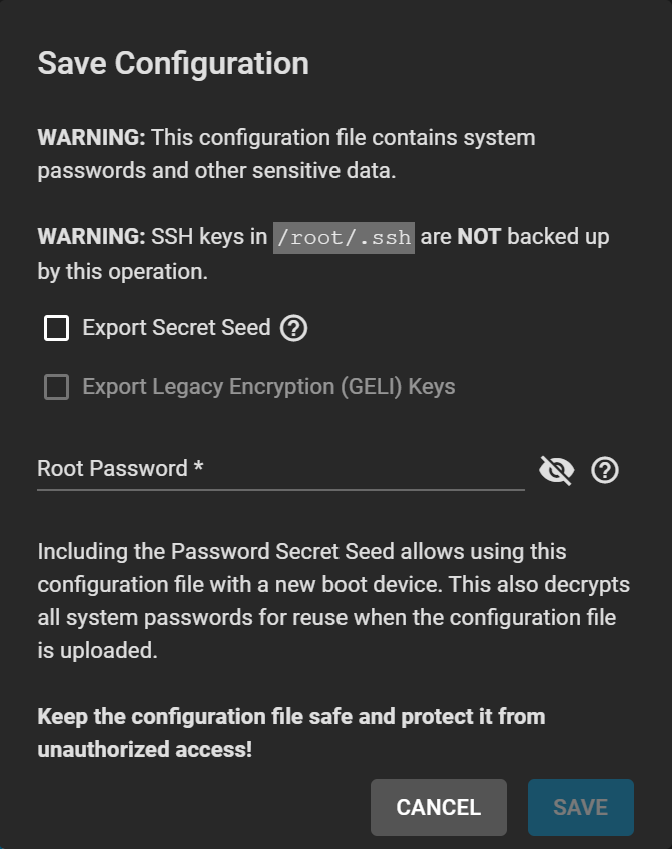 Save Configuration
WARNING: This configuration file contains system
passwords and other sensitive data.
WARNING: SSH keys in /root/.ssh are NOT backed up
by this operation.
Export Secret Seed ?
Export Legacy Encryption (GELI) Keys
Root Password * ?
Including the Password Secret Seed allows using this
configuration file with a new boot device. This also decrypts
all system passwords for reuse when the configuration file
is uploaded.
Keep the configuration file safe and protect it from
unauthorized access!
CANCEL SAVE